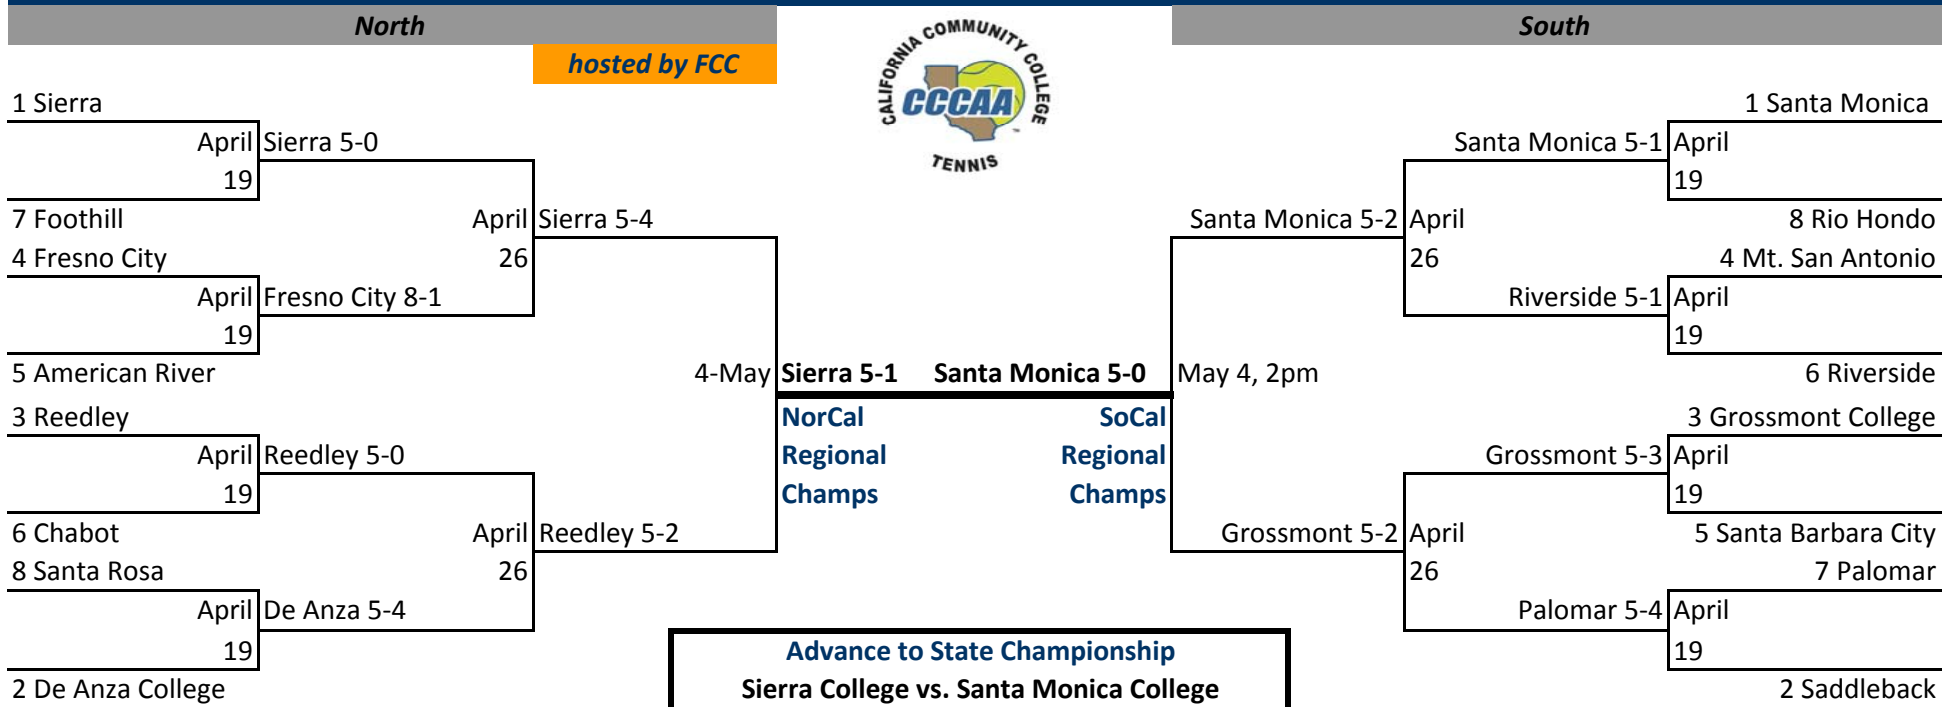 North
South
hosted by FCC
CALIFORNIA COMMUNITY COLLEGE
CCCAA
™
TENNIS
1 Sierra
April
19
Sierra 5-0
7 Foothill
4 Fresno City
April
26
Sierra 5-4
April
19
Fresno City 8-1
5 American River
3 Reedley
4-May
Sierra 5-1
NorCal
Regional
Champs
April
19
Reedley 5-0
6 Chabot
8 Santa Rosa
April
26
Reedley 5-2
April
19
De Anza 5-4
2 De Anza College
1 Santa Monica
Santa Monica 5-1
April
19
8 Rio Hondo
4 Mt. San Antonio
Santa Monica 5-2
April
26
Riverside 5-1
April
19
6 Riverside
3 Grossmont College
Santa Monica 5-0
May 4, 2pm
SoCal
Regional
Champs
Grossmont 5-3
April
19
5 Santa Barbara City
7 Palomar
Grossmont 5-2
April
26
Palomar 5-4
April
19
2 Saddleback
Advance to State Championship
Sierra College vs. Santa Monica College